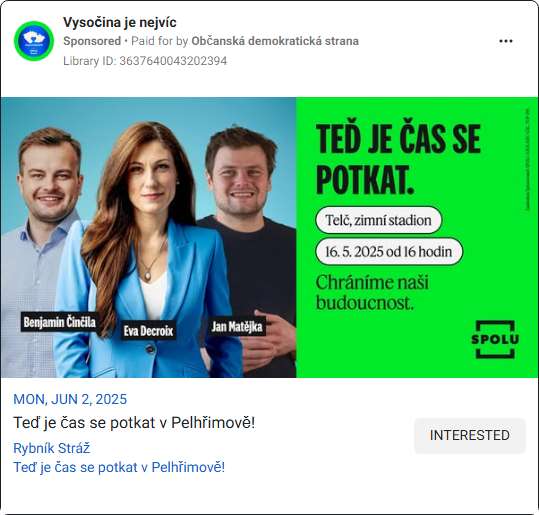 Vysočina je nejvíc
Sponsored • Paid for by Občanská demokratická strana
Library ID: 3637640043202394
TEĎ JE ČAS SE
POTKAT.
Telč, zimní stadion
16. 5. 2025 od 16 hodin
Chráníme naši
budoucnost.
Benjamin Činčila
Eva Decroix
Jan Matějka
SPOLU
MON, JUN 2, 2025
Teď je čas se potkat v Pelhřimově!
Rybník Stráž
Teď je čas se potkat v Pelhřimově!
INTERESTED